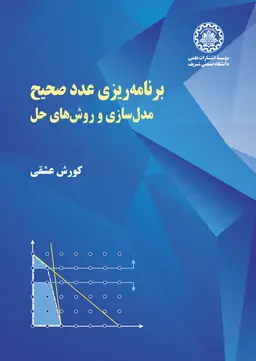 مؤسسهٔ انتشارات علمی
دانشگاه صنعتی شریف
برنامه‌ریزی عدد صحیح
مدل‌سازی و روش‌های حل
کورش عشقی